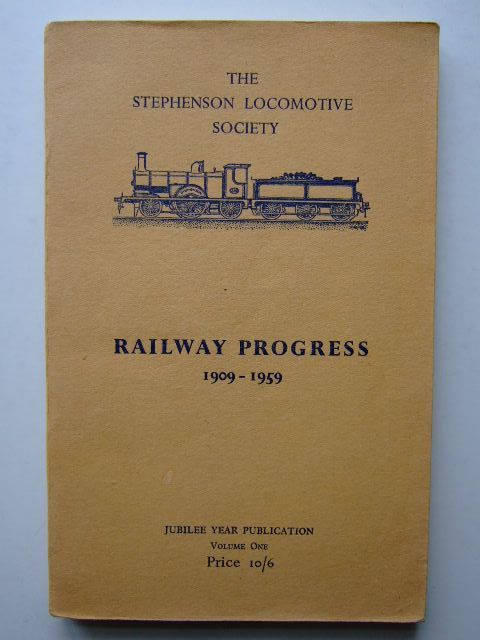 THE
STEPHENSON LOCOMOTIVE
SOCIETY
RAILWAY PROGRESS
1909 - 1959
JUBILEE YEAR PUBLICATION
VOLUME ONE
Price 10/6